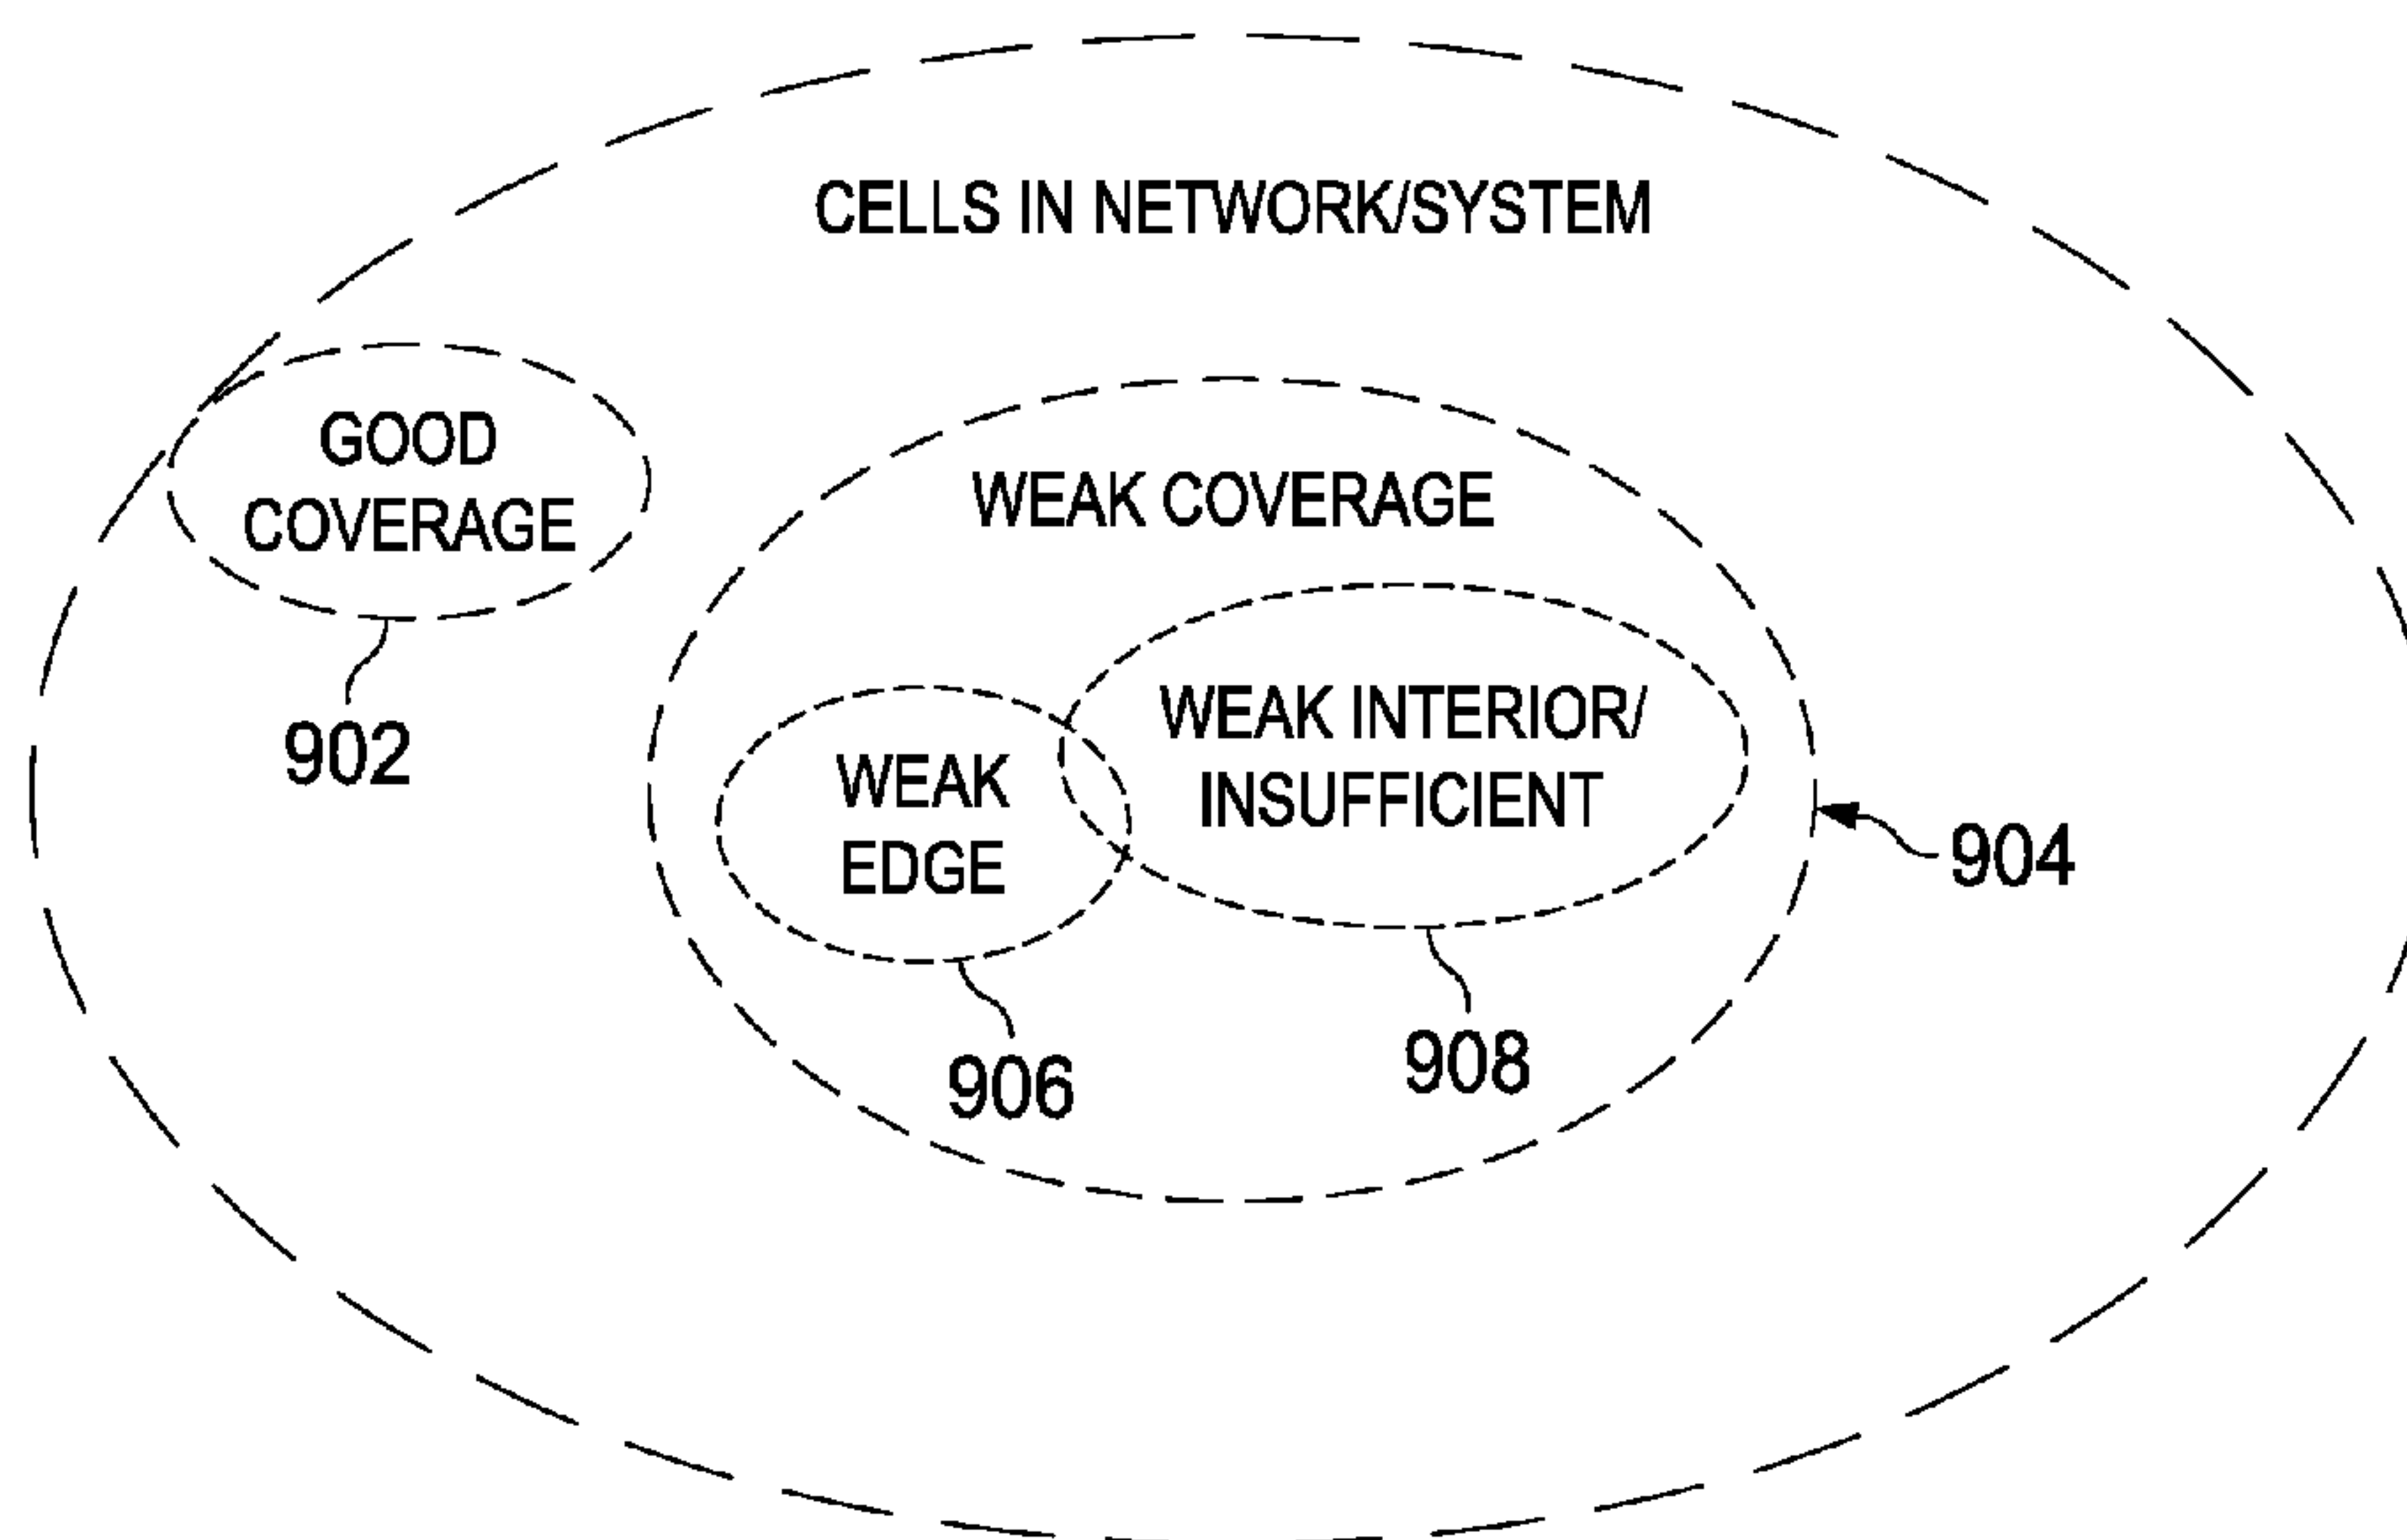 CELLS IN NETWORK/SYSTEM
GOOD
COVERAGE
902
WEAK COVERAGE
WEAK INTERIOR/
INSUFFICIENT
WEAK
EDGE
904
906
908